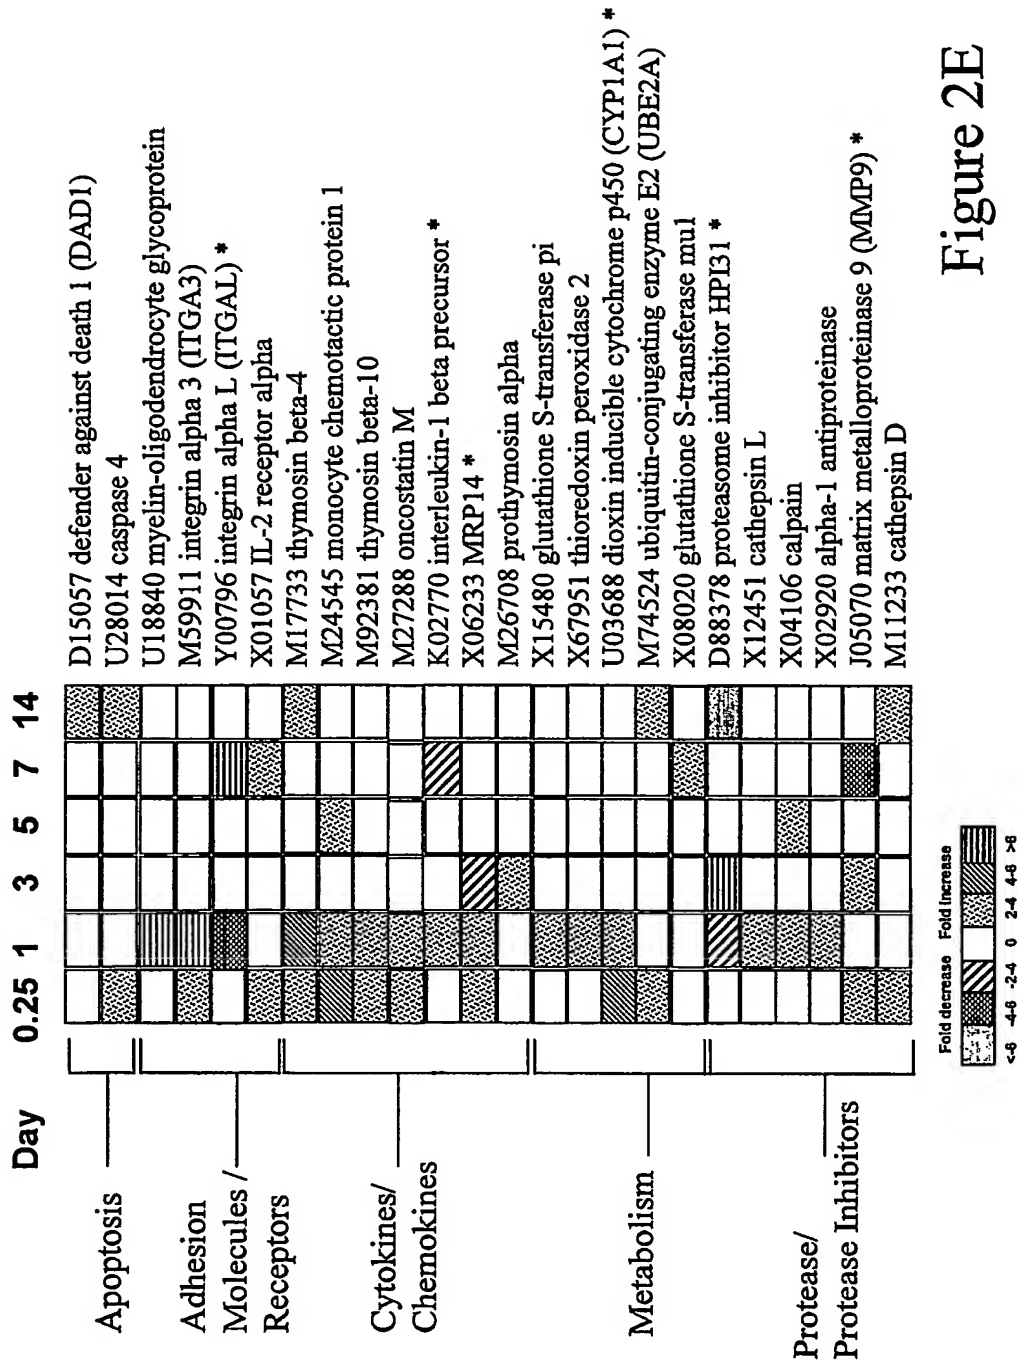 Day 0.25 1 3 5 7 14
Apoptosis
Adhesion
Molecules /
Receptors
Cytokines/
Chemokines
Metabolism
Protease/
Protease Inhibitors
D15057 defender against death 1 (DAD1)
U28014 caspase 4
U18840 myelin-oligodendrocyte glycoprotein
M59911 integrin alpha 3 (ITGA3)
Y00796 integrin alpha L (ITGAL) *
X01057 IL-2 receptor alpha
M17733 thymosin beta-4
M24545 monocyte chemotactic protein 1
M92381 thymosin beta-10
M27288 oncostatin M
K02770 interleukin-1 beta precursor *
X06233 MRP14 *
M26708 prothymosin alpha
X15480 glutathione S-transferase pi
X67951 thioredoxin peroxidase 2
U03688 dioxin inducible cytochrome p450 (CYP1A1) *
M74524 ubiquitin-conjugating enzyme E2 (UBE2A)
X08020 glutathione S-transferase mu1
D88378 proteasome inhibitor HPI31 *
X12451 cathepsin L
X04106 calpain
X02920 alpha-1 antiproteinase
J05070 matrix metalloproteinase 9 (MMP9) *
M11233 cathepsin D
Fold decrease Fold increase
<-6 -4-6 -2-4 0 2-4 4-6 >6
Figure 2E